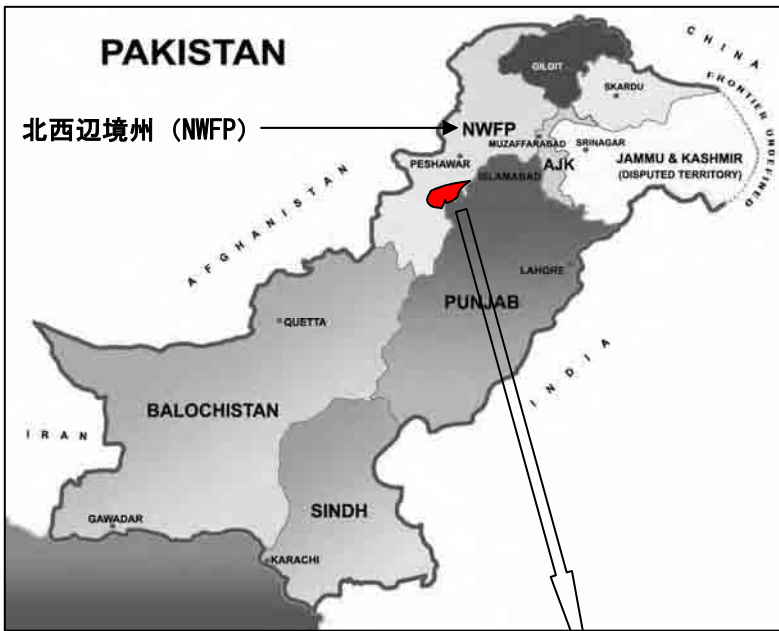 PAKISTAN
CHINA
FRONTIER UNDEFINED
GILGIT
SKARDU
北西辺境州 (NWFP)
NWFP
MUZAFFARABAD
SRINAGAR
PESHAWAR
AJK
JAMMU & KASHMIR
(DISPUTED TERRITORY)
ISLAMABAD
AFGHANISTAN
LAHORE
PUNJAB
QUETTA
INDIA
BALOCHISTAN
IRAN
SINDH
GAWADAR
KARACHI